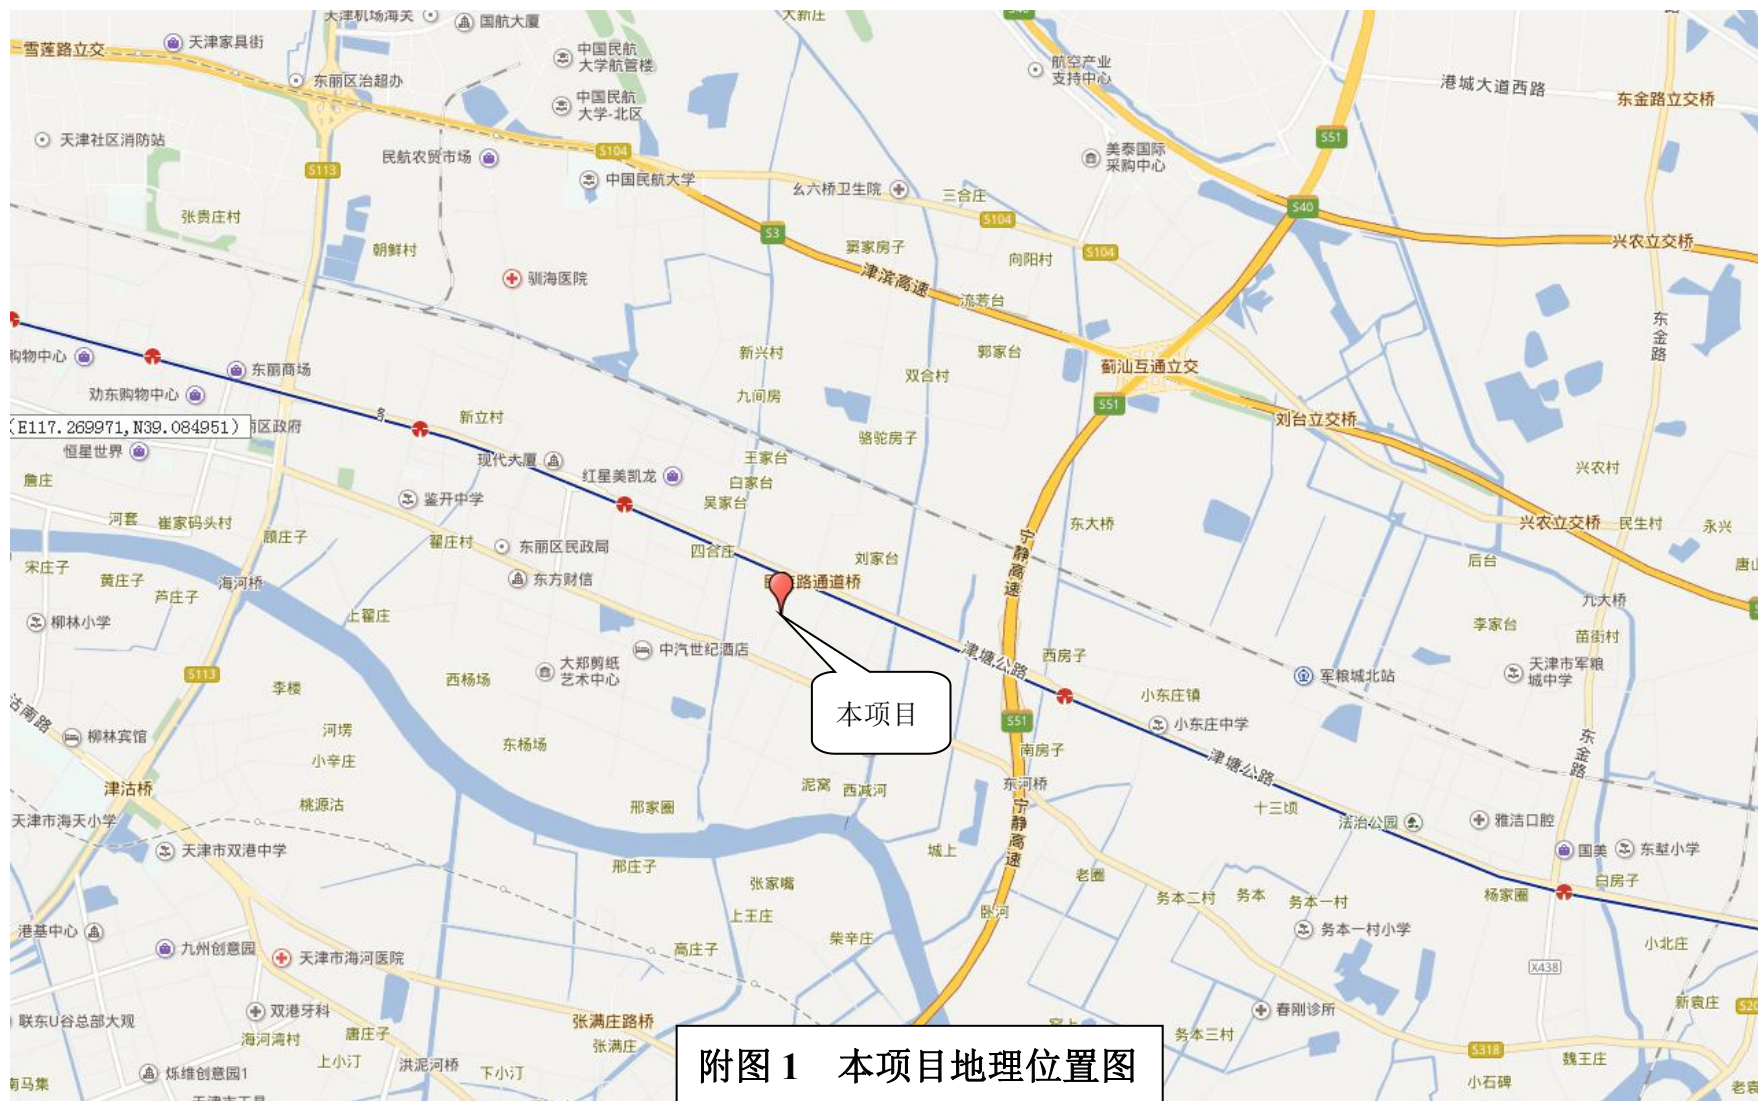 天津机场海关
国航大厦
大新庄
雪莲路立交
天津家具街
中国民航
大学航管楼
航空产业
支持中心
东丽区治超办
港城大道西路
东金路立交桥
中国民航
大学-北区
天津社区消防站
S51
民航农贸市场
S104
美泰国际
采购中心
S113
中国民航大学
幺六桥卫生院
三合庄
S40
张贵庄村
S104
S3
朝鲜村
窦家房子
向阳村
S104
兴农立交桥
驯海医院
津滨高速
流芳台
东金路
购物中心
东丽商场
新兴村
郭家台
双合村
蓟汕互通立交
劝东购物中心
九间房
S51
新立村
刘台立交桥
(E117.269971,N39.084951)
区政府
骆驼房子
恒星世界
现代大厦
王家台
红星美凯龙
白家台
兴农村
詹庄
鉴开中学
吴家台
河套
崔家码头村
东大桥
兴农立交桥
民生村
永兴
顾庄子
翟庄村
东丽区民政局
四合庄
刘家台
宁静高速
后台
宋庄子
黄庄子
海河桥
东方财信
路通道桥
芦庄子
九大桥
柳林小学
上翟庄
李家台
苗街村
中汽世纪酒店
津塘公路
西房子
大郑剪纸
艺术中心
军粮城北站
天津市军粮
城中学
S113
李楼
西杨场
小东庄镇
本项目
沽南路
S51
小东庄中学
柳林宾馆
河堼
东杨场
南房子
东金路
小辛庄
津塘公路
津沽桥
泥窝
西减河
东河桥
桃源沽
邢家圈
十三顷
天津市海天小学
宁静高速
法治公园
雅洁口腔
天津市双港中学
城上
国美
东堼小学
邢庄子
老圈
张家嘴
白房子
务本二村
务本
务本一村
杨家圈
上王庄
卧河
港基中心
务本一村小学
九州创意园
柴辛庄
高庄子
小北庄
天津市海河医院
X438
双港牙科
春刚诊所
新袁庄
联东U谷总部大观
张满庄路桥
唐庄子
务本三村
海河湾村
张满庄
S318
上小汀
洪泥河桥
魏王庄
烁维创意园1
下小汀
南马集
小石碑
附图 1 本项目地理位置图